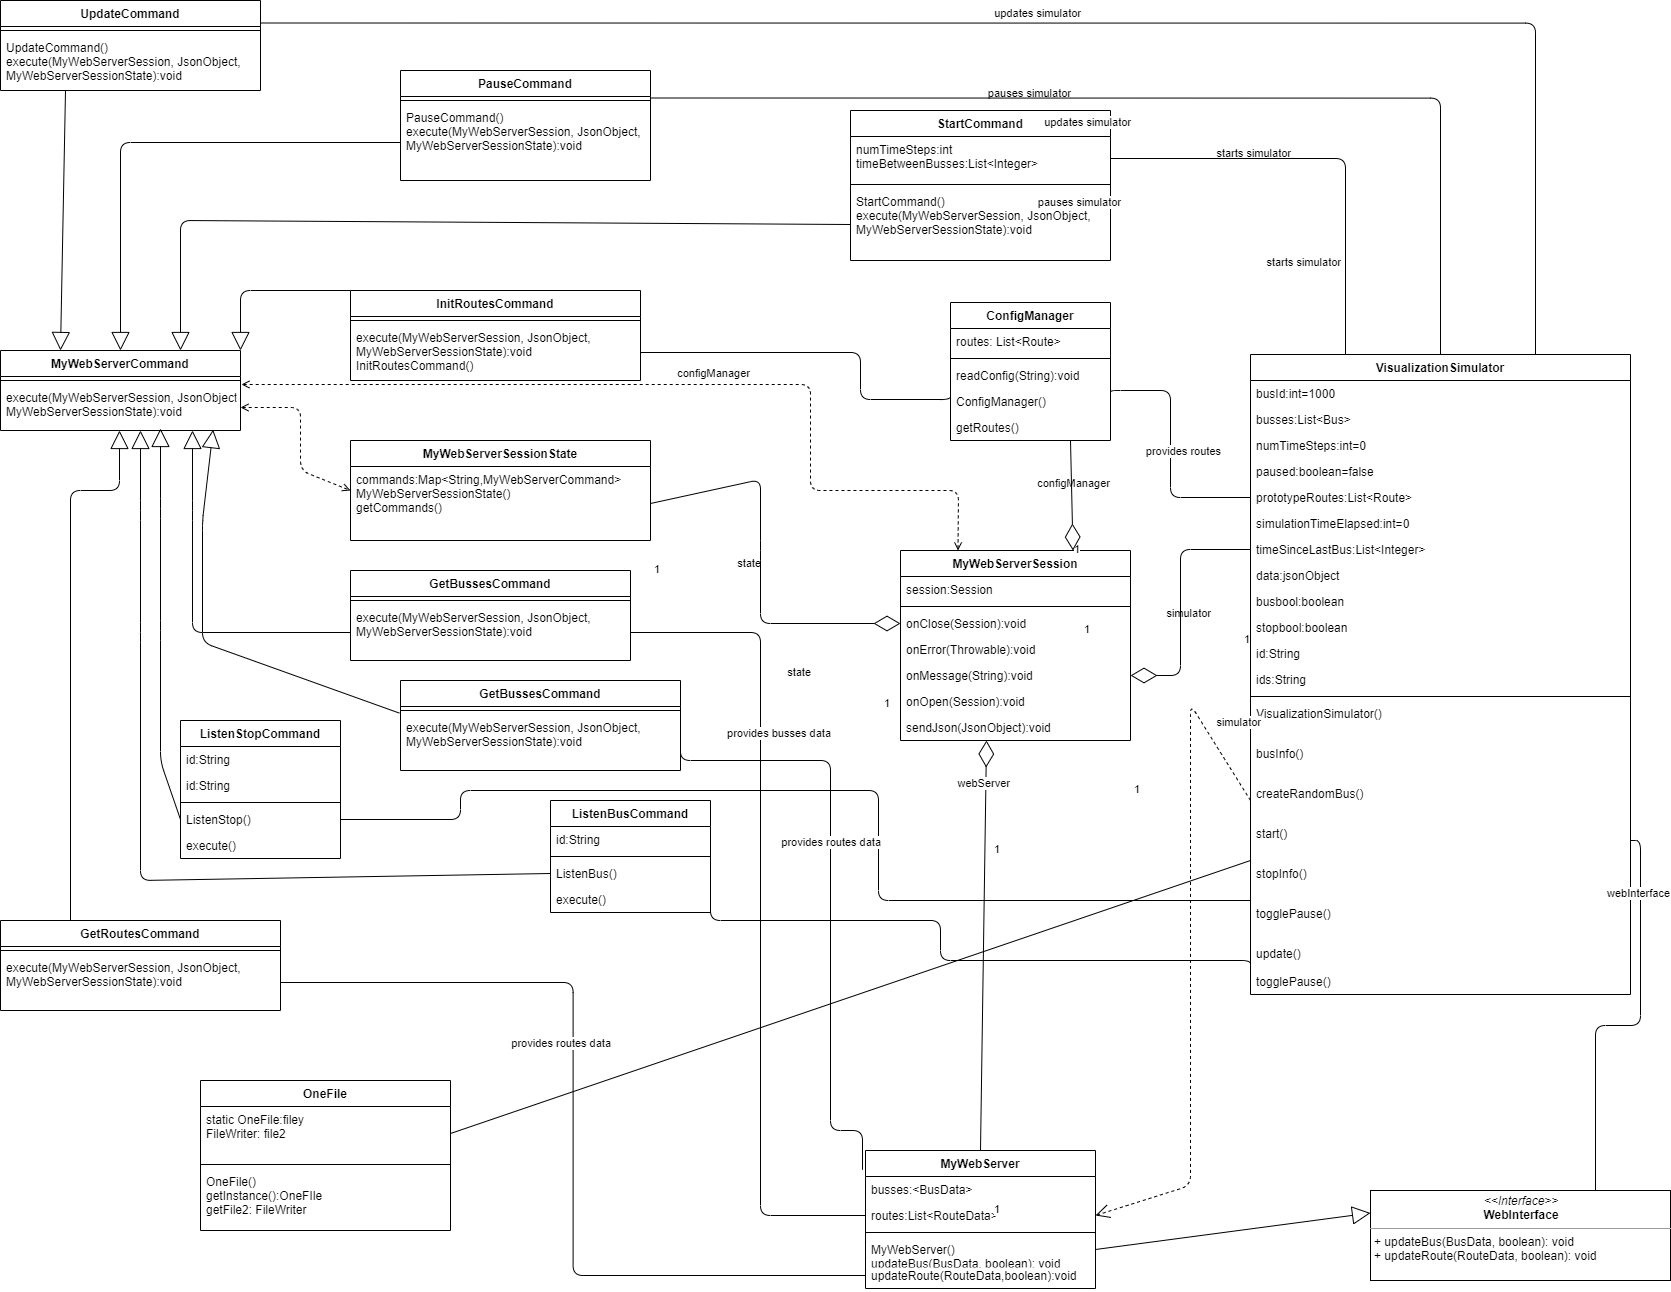 UpdateCommand
UpdateCommand()
execute(MyWebServerSession, JsonObject,
MyWebServerSessionState):void
updates simulator
PauseCommand
PauseCommand()
execute(MyWebServerSession, JsonObject,
MyWebServerSessionState):void
pauses simulator
StartCommand
updates simulator
numTimeSteps:int
timeBetweenBusses:List<Integer>
starts simulator
StartCommand()
pauses simulator
execute(MyWebServerSession, JsonObject,
MyWebServerSessionState):void
starts simulator
InitRoutesCommand
execute(MyWebServerSession, JsonObject,
MyWebServerSessionState):void
InitRoutesCommand()
ConfigManager
routes: List<Route>
readConfig(String):void
ConfigManager()
getRoutes()
MyWebServerCommand
execute(MyWebServerSession, JsonObject
MyWebServerSessionState):void
configManager
provides routes
configManager
1
MyWebServerSessionState
commands:Map<String,MyWebServerCommand>
MyWebServerSessionState()
getCommands()
state
1
VisualizationSimulator
busId:int=1000
busses:List<Bus>
numTimeSteps:int=0
paused:boolean=false
prototypeRoutes:List<Route>
simulationTimeElapsed:int=0
timeSinceLastBus:List<Integer>
data:jsonObject
busbool:boolean
stopbool:boolean
id:String
ids:String
VisualizationSimulator()
busInfo()
createRandomBus()
start()
stopInfo()
togglePause()
update()
togglePause()
GetBussesCommand
execute(MyWebServerSession, JsonObject,
MyWebServerSessionState):void
MyWebServerSession
session:Session
onClose(Session):void
onError(Throwable):void
onMessage(String):void
onOpen(Session):void
sendJson(JsonObject):void
1
simulator
1
state
1
simulator
GetBussesCommand
execute(MyWebServerSession, JsonObject,
MyWebServerSessionState):void
provides busses data
webServer
1
ListenStopCommand
id:String
id:String
ListenStop()
execute()
ListenBusCommand
id:String
ListenBus()
execute()
provides routes data
1
webInterface
GetRoutesCommand
execute(MyWebServerSession, JsonObject,
MyWebServerSessionState):void
provides routes data
OneFile
static OneFile:filey
FileWriter: file2
OneFile()
getInstance():OneFIle
getFile2: FileWriter
MyWebServer
busses:<BusData>
routes:List<RouteData>
1
MyWebServer()
updateBus(BusData, boolean): void
updateRoute(RouteData,boolean):void
<<Interface>>
WebInterface
+ updateBus(BusData, boolean): void
+ updateRoute(RouteData, boolean): void